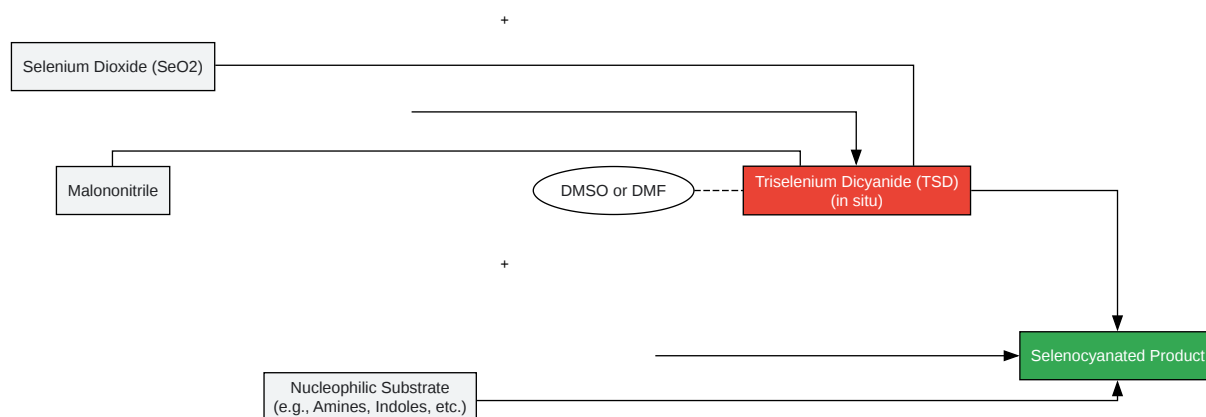 +
Selenium Dioxide (SeO2)
Malononitrile
DMSO or DMF
Triselenium Dicyanide (TSD)
(in situ)
+
Selenocyanated Product
Nucleophilic Substrate
(e.g., Amines, Indoles, etc.)